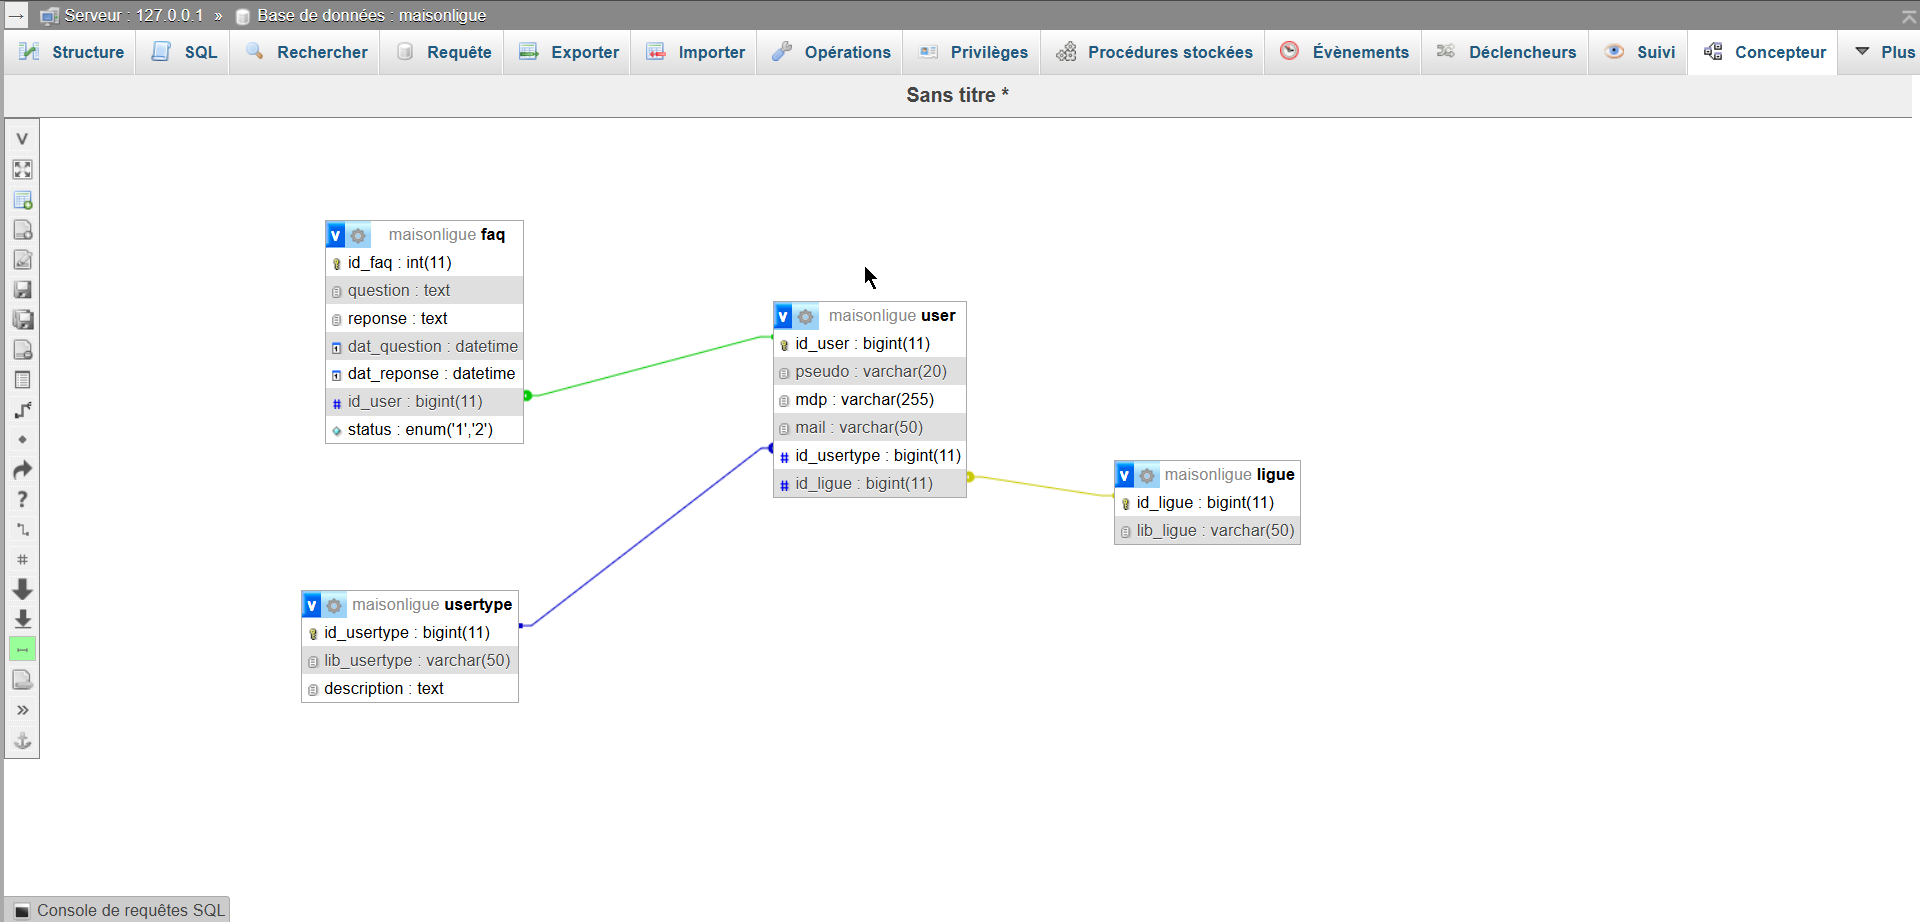 Serveur : 127.0.0.1 » Base de données : maisonligue
Structure SQL Rechercher Requête Exporter Importer Opérations Privilèges Procédures stockées Évènements Déclencheurs Suivi Concepteur Plus
Sans titre *
maisonligue faq
id_faq : int(11)
question : text
reponse : text
dat_question : datetime
dat_reponse : datetime
id_user : bigint(11)
status : enum('1','2')
maisonligue user
id_user : bigint(11)
pseudo : varchar(20)
mdp : varchar(255)
mail : varchar(50)
id_usertype : bigint(11)
id_ligue : bigint(11)
maisonligue ligue
id_ligue : bigint(11)
lib_ligue : varchar(50)
maisonligue usertype
id_usertype : bigint(11)
lib_usertype : varchar(50)
description : text
Console de requêtes SQL